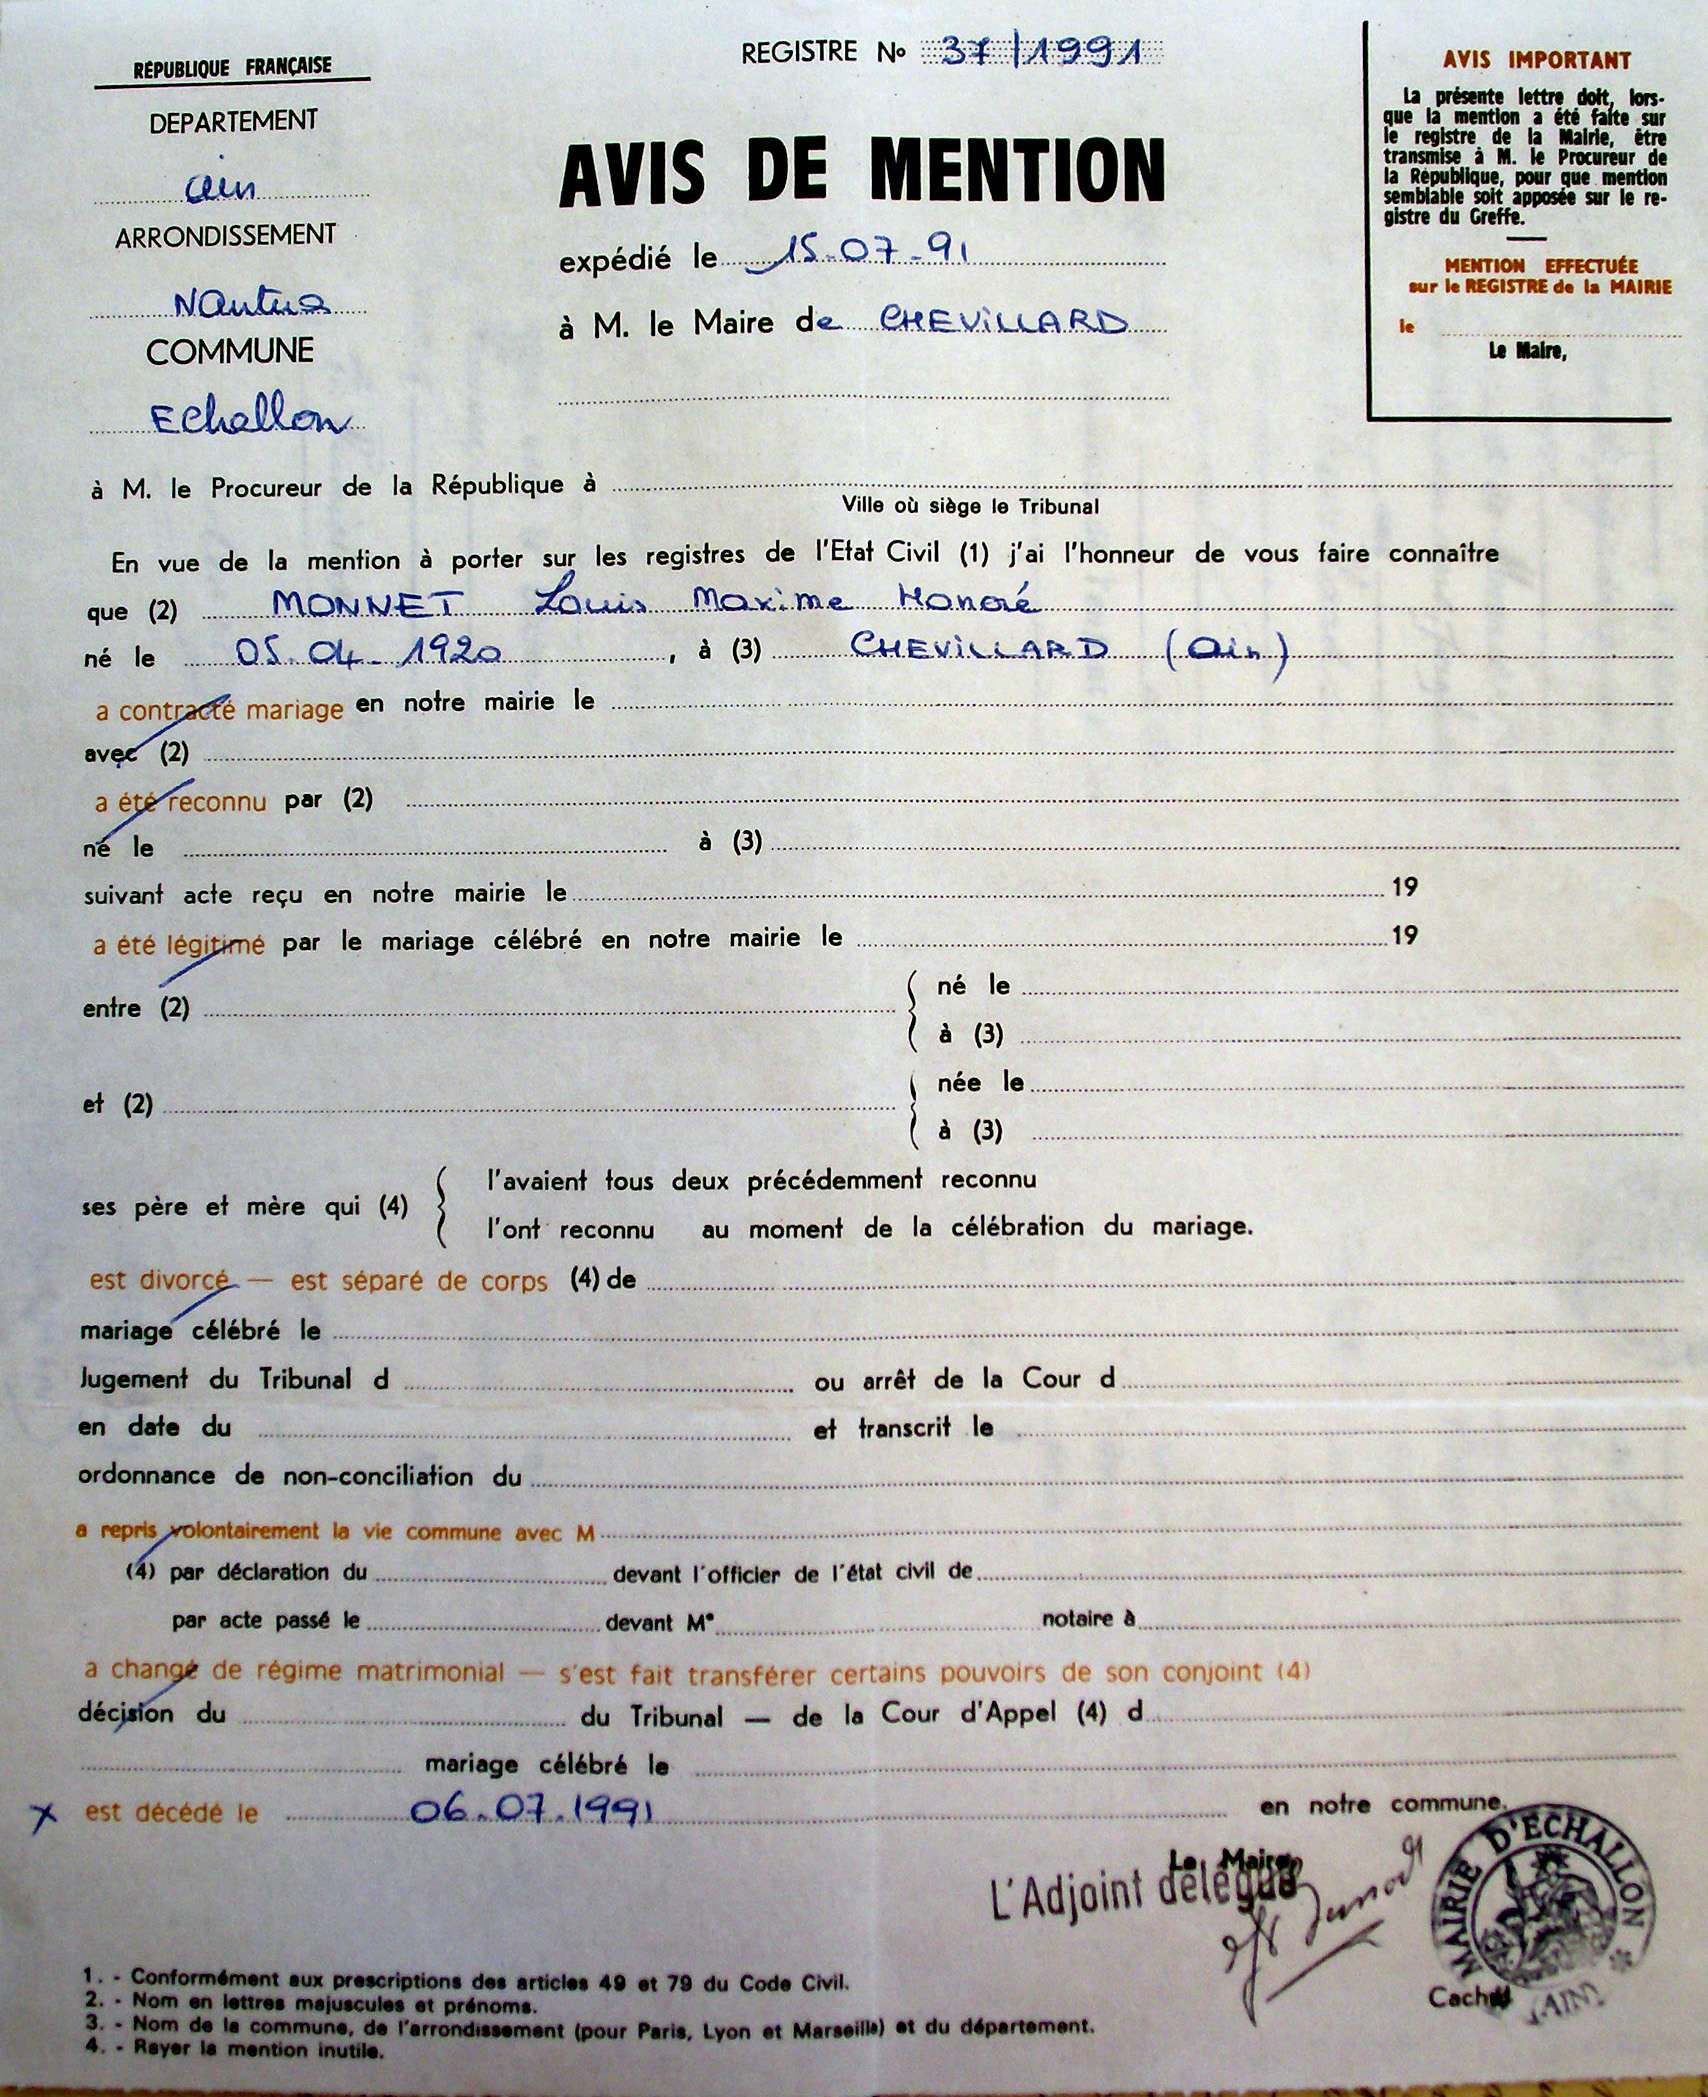 RÉPUBLIQUE FRANÇAISE
DEPARTEMENT
ain
ARRONDISSEMENT
Nantua
COMMUNE
Echallon
REGISTRE No 37/1991
AVIS DE MENTION
expédié le 15.07.91
à M. le Maire de CHEVILLARD
AVIS IMPORTANT
La présente lettre doit, lors-
que la mention a été faite sur
le registre de la Mairie, être
transmise à M. le Procureur de
la République, pour que mention
semblable soit apposée sur le re-
gistre du Greffe.
MENTION EFFECTUÉE
sur le REGISTRE de la MAIRIE
le
Le Maire,
à M. le Procureur de la République à
Ville où siège le Tribunal
En vue de la mention à porter sur les registres de l'Etat Civil (1) j'ai l'honneur de vous faire connaître
que (2) MONNET Louis Maxime Honoré
né le 05.04.1920, à (3) CHEVILLARD (Ain)
a contracté mariage en notre mairie le
avec (2)
a été reconnu par (2)
né le à (3)
suivant acte reçu en notre mairie le 19
a été légitimé par le mariage célébré en notre mairie le 19
entre (2) né le
à (3)
et (2) née le
à (3)
ses père et mère qui (4) l'avaient tous deux précédemment reconnu
l'ont reconnu au moment de la célébration du mariage.
est divorcé — est séparé de corps (4) de
mariage célébré le
Jugement du Tribunal d ou arrêt de la Cour d
en date du et transcrit le
ordonnance de non-conciliation du
a repris volontairement la vie commune avec M
(4) par déclaration du devant l'officier de l'état civil de
par acte passé le devant Me notaire à
a changé de régime matrimonial — s'est fait transférer certains pouvoirs de son conjoint (4)
décision du du Tribunal — de la Cour d'Appel (4) d
mariage célébré le
x est décédé le 06.07.1991 en notre commune.
Le Maire,
L'Adjoint délégué
MAIRIE D'ECHALLON
(AIN)
Cachet
1. - Conformément aux prescriptions des articles 49 et 79 du Code Civil.
2. - Nom en lettres majuscules et prénoms.
3. - Nom de la commune, de l'arrondissement (pour Paris, Lyon et Marseille) et du département.
4. - Rayer la mention inutile.